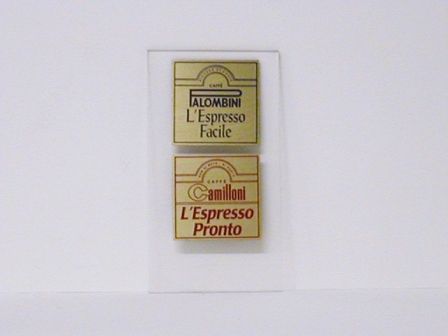 CAFFÈ
PALOMBINI
L'Espresso
Facile
CAFFÈ
Camilloni
L'Espresso
Pronto